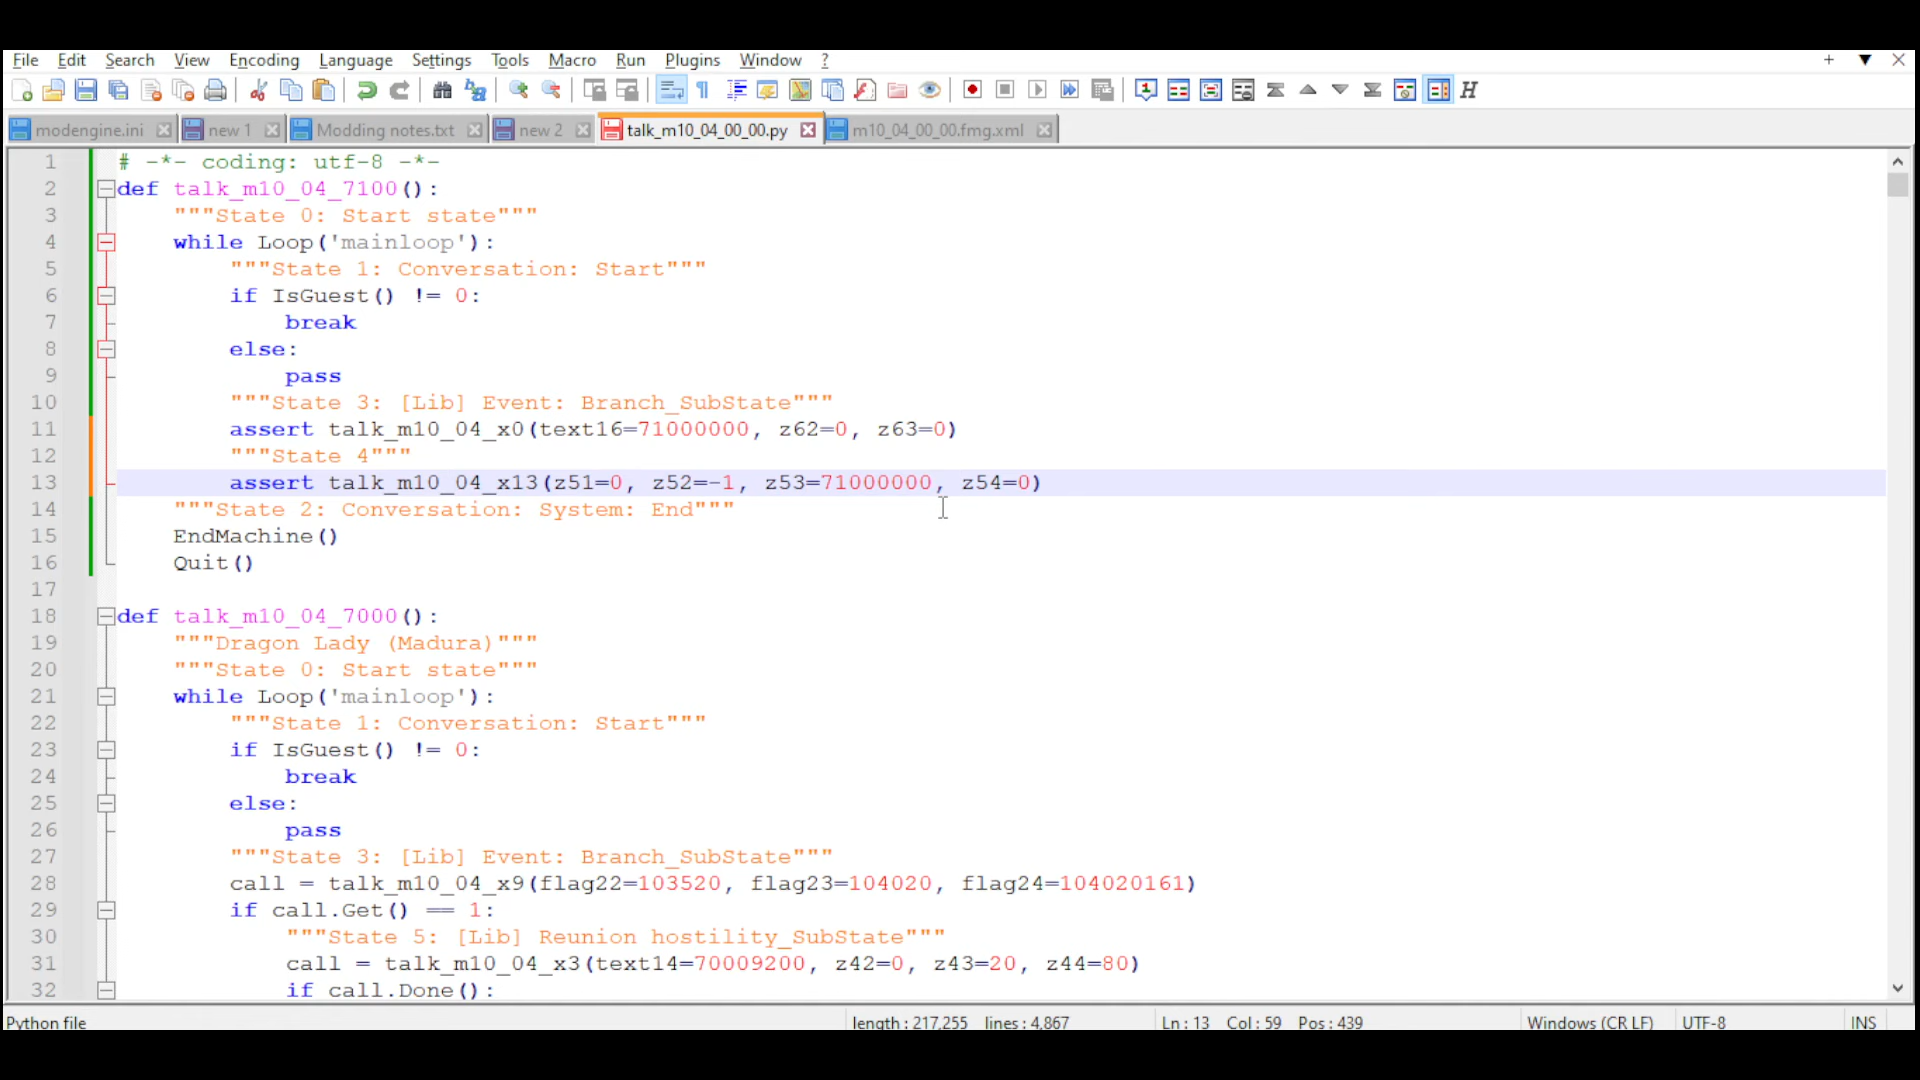 File Edit Search View Encoding Language Settings Tools Macro Run Plugins Window ? + ▼ ✕
modengine.ini new 1 Modding notes.txt new 2 talk_m10_04_00_00.py m10_04_00_00.fmg.xml
1 # -*- coding: utf-8 -*-
2 def talk_m10_04_7100():
3 """State 0: Start state"""
4 while Loop('mainloop'):
5 """State 1: Conversation: Start"""
6 if IsGuest() != 0:
7 break
8 else:
9 pass
10 """State 3: [Lib] Event: Branch_SubState"""
11 assert talk_m10_04_x0(text16=71000000, z62=0, z63=0)
12 """State 4"""
13 assert talk_m10_04_x13(z51=0, z52=-1, z53=71000000, z54=0)
14 """State 2: Conversation: System: End"""
15 EndMachine()
16 Quit()
17
18 def talk_m10_04_7000():
19 """Dragon Lady (Madura)"""
20 """State 0: Start state"""
21 while Loop('mainloop'):
22 """State 1: Conversation: Start"""
23 if IsGuest() != 0:
24 break
25 else:
26 pass
27 """State 3: [Lib] Event: Branch_SubState"""
28 call = talk_m10_04_x9(flag22=103520, flag23=104020, flag24=104020161)
29 if call.Get() == 1:
30 """State 5: [Lib] Reunion hostility_SubState"""
31 call = talk_m10_04_x3(text14=70009200, z42=0, z43=20, z44=80)
32 if call.Done():
Python file length : 217,255 lines : 4,867 Ln : 13 Col : 59 Pos : 439 Windows (CR LF) UTF-8 INS